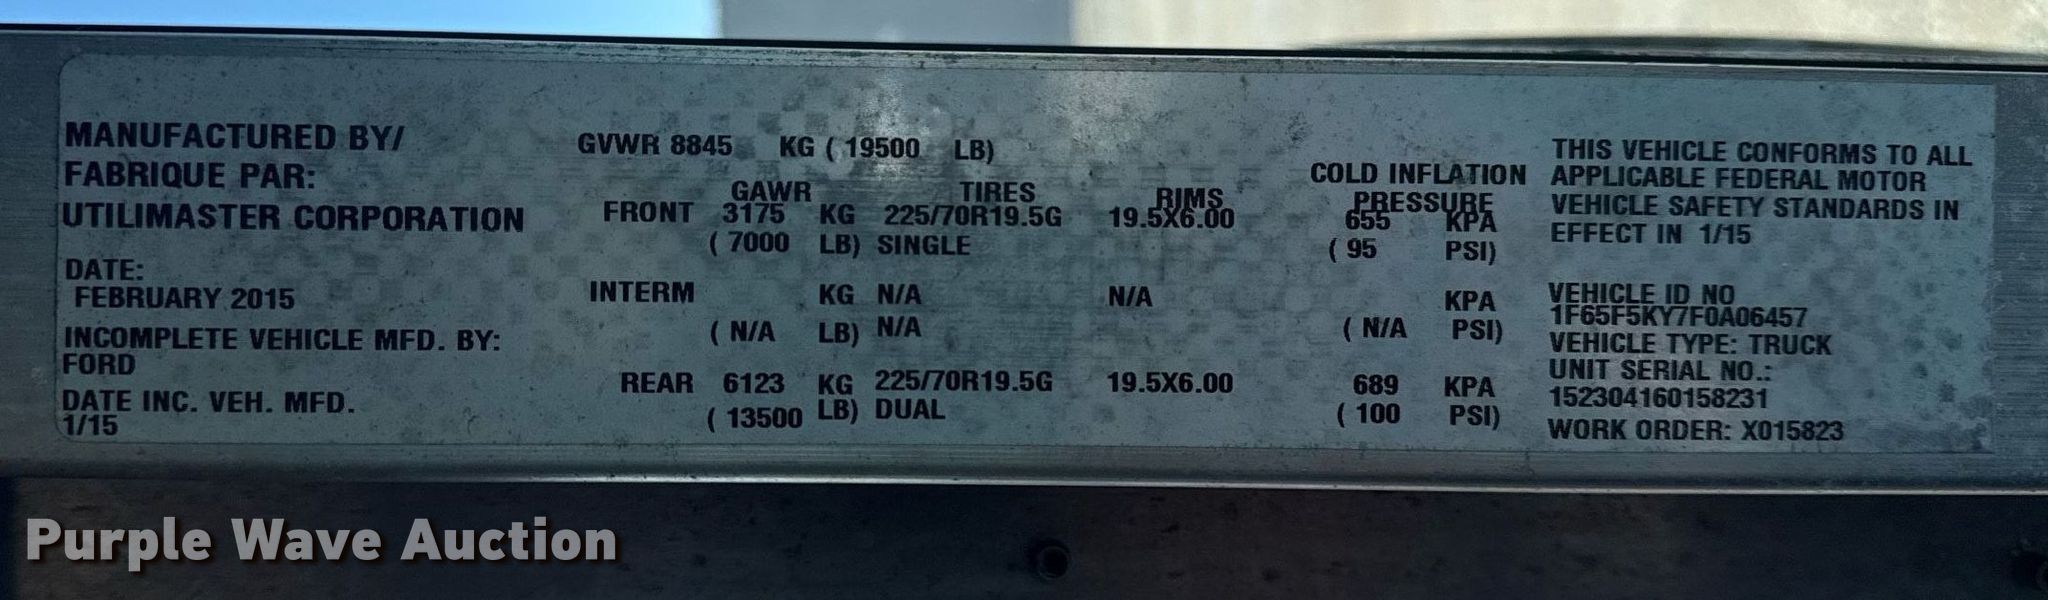 MANUFACTURED BY/
FABRIQUE PAR:
UTILIMASTER CORPORATION
DATE:
FEBRUARY 2015
INCOMPLETE VEHICLE MFD. BY:
FORD
DATE INC. VEH. MFD.
1/15
GVWR 8845 KG ( 19500 LB)
GAWR TIRES RIMS COLD INFLATION PRESSURE
FRONT 3175 KG 225/70R19.5G 19.5X6.00 655 KPA
( 7000 LB) SINGLE ( 95 PSI)
INTERM KG N/A N/A KPA
( N/A LB) N/A ( N/A PSI)
REAR 6123 KG 225/70R19.5G 19.5X6.00 689 KPA
( 13500 LB) DUAL ( 100 PSI)
THIS VEHICLE CONFORMS TO ALL
APPLICABLE FEDERAL MOTOR
VEHICLE SAFETY STANDARDS IN
EFFECT IN 1/15
VEHICLE ID NO
1F65F5KY7F0A06457
VEHICLE TYPE: TRUCK
UNIT SERIAL NO.:
152304160158231
WORK ORDER: X015823
Purple Wave Auction